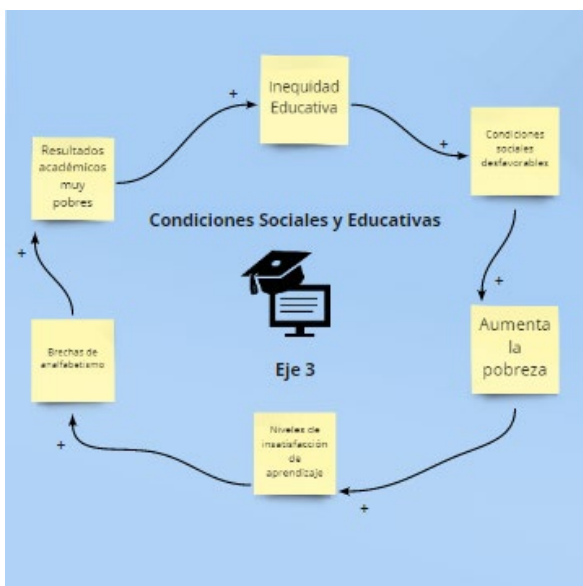 Inequidad
Educativa
+
Condiciones
sociales
desfavorables
+
Aumenta
la
pobreza
+
Niveles de
insatisfacción
de
aprendizaje
+
Brechas de
analfabetismo
+
Resultados
académicos
muy
pobres
+
Condiciones Sociales y Educativas
Eje 3
+